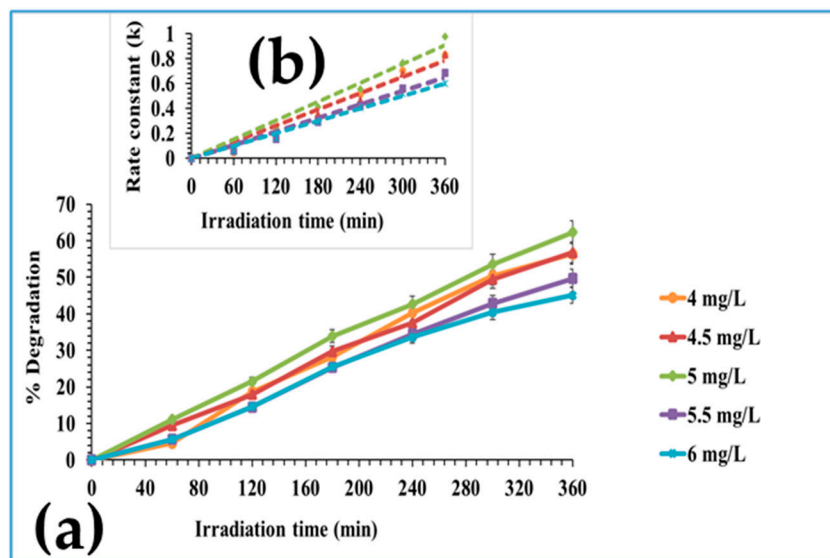 (b)
Rate constant (k)
1
0.8
0.6
0.4
0.2
0
0 60 120 180 240 300 360
Irradiation time (min)
% Degradation
70
60
50
40
30
20
10
0
0 40 80 120 160 200 240 280 320 360
Irradiation time (min)
(a)
4 mg/L
4.5 mg/L
5 mg/L
5.5 mg/L
6 mg/L